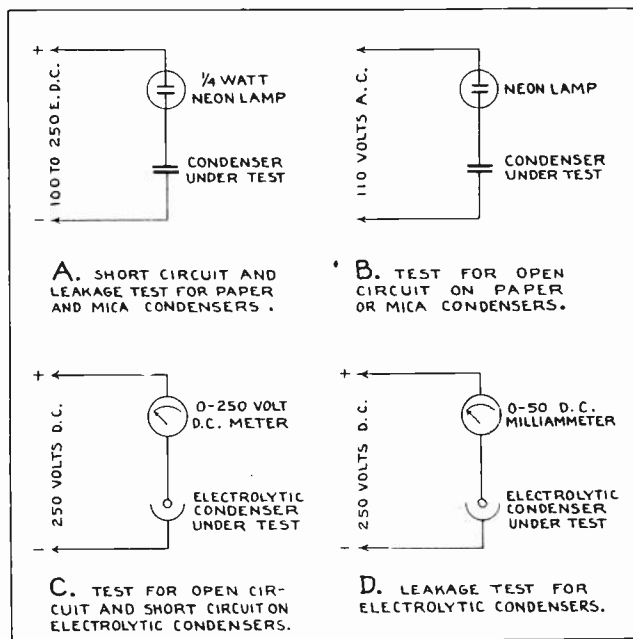 +
100 TO 250 E.D.C.
-
1/4 WATT
NEON LAMP
CONDENSER
UNDER TEST
A. SHORT CIRCUIT AND
LEAKAGE TEST FOR PAPER
AND MICA CONDENSERS.
110 VOLTS A.C.
NEON LAMP
CONDENSER
UNDER TEST
B. TEST FOR OPEN
CIRCUIT ON PAPER
OR MICA CONDENSERS.
+
250 VOLTS D.C.
-
0-250 VOLT
D.C. METER
ELECTROLYTIC
CONDENSER
UNDER TEST
C. TEST FOR OPEN CIR-
CUIT AND SHORT CIRCUIT ON
ELECTROLYTIC CONDENSERS.
+
250 VOLTS D.C.
-
0-50 D.C.
MILLIAMMETER
ELECTROLYTIC
CONDENSER
UNDER TEST
D. LEAKAGE TEST FOR
ELECTROLYTIC CONDENSERS.